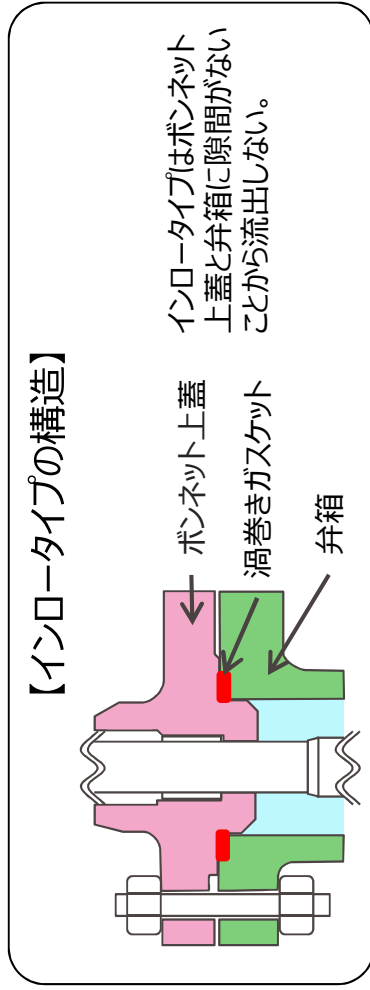 【インロータイプの構造】
ボンネット上蓋
渦巻きガスケット
弁箱
インロータイプはボンネット
上蓋と弁箱に隙間がない
ことから流出しない。